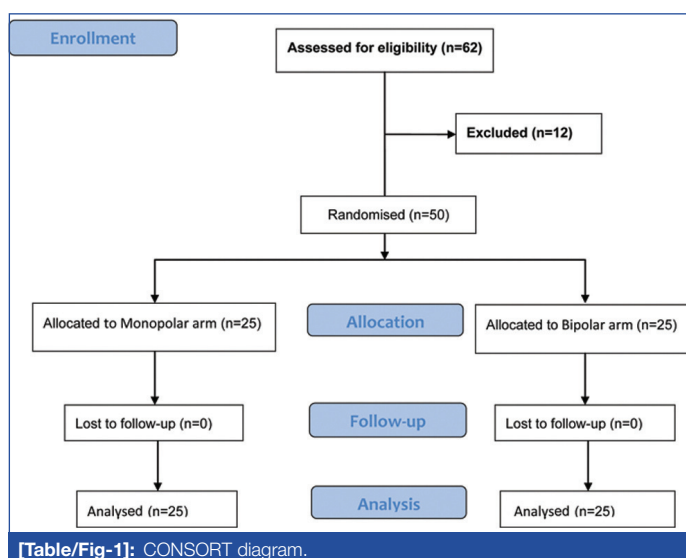 Enrollment
Assessed for eligibility (n=62)
Excluded (n=12)
Randomised (n=50)
Allocated to Monopolar arm (n=25)
Allocation
Allocated to Bipolar arm (n=25)
Lost to follow-up (n=0)
Follow-up
Lost to follow-up (n=0)
Analysed (n=25)
Analysis
Analysed (n=25)
[Table/Fig-1]: CONSORT diagram.